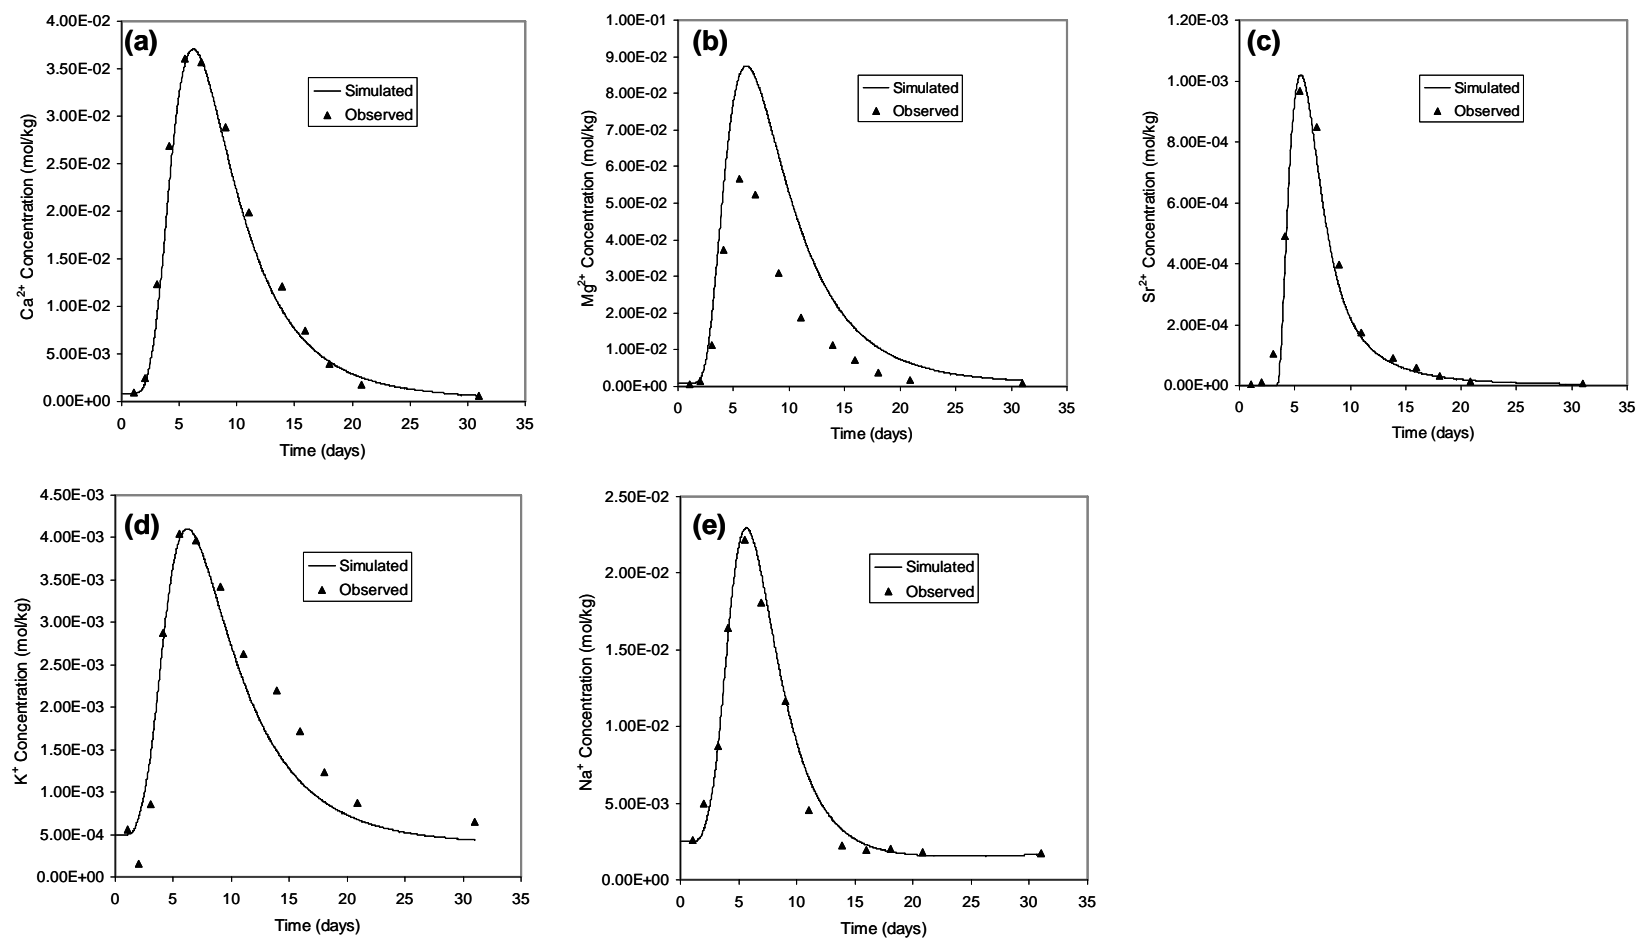 (a)
4.00E-02
3.50E-02
3.00E-02
2.50E-02
2.00E-02
1.50E-02
1.00E-02
5.00E-03
0.00E+00
Ca2+ Concentration (mol/kg)
Simulated
Observed
0 5 10 15 20 25 30 35
Time (days)
(b)
1.00E-01
9.00E-02
8.00E-02
7.00E-02
6.00E-02
5.00E-02
4.00E-02
3.00E-02
2.00E-02
1.00E-02
0.00E+00
Mg2+ Concentration (mol/kg)
Simulated
Observed
0 5 10 15 20 25 30 35
Time (days)
(c)
1.20E-03
1.00E-03
8.00E-04
6.00E-04
4.00E-04
2.00E-04
0.00E+00
Sr2+ Concentration (mol/kg)
Simulated
Observed
0 5 10 15 20 25 30 35
Time (days)
(d)
4.50E-03
4.00E-03
3.50E-03
3.00E-03
2.50E-03
2.00E-03
1.50E-03
1.00E-03
5.00E-04
0.00E+00
K+ Concentration (mol/kg)
Simulated
Observed
0 5 10 15 20 25 30 35
Time (days)
(e)
2.50E-02
2.00E-02
1.50E-02
1.00E-02
5.00E-03
0.00E+00
Na+ Concentration (mol/kg)
Simulated
Observed
0 5 10 15 20 25 30 35
Time (days)